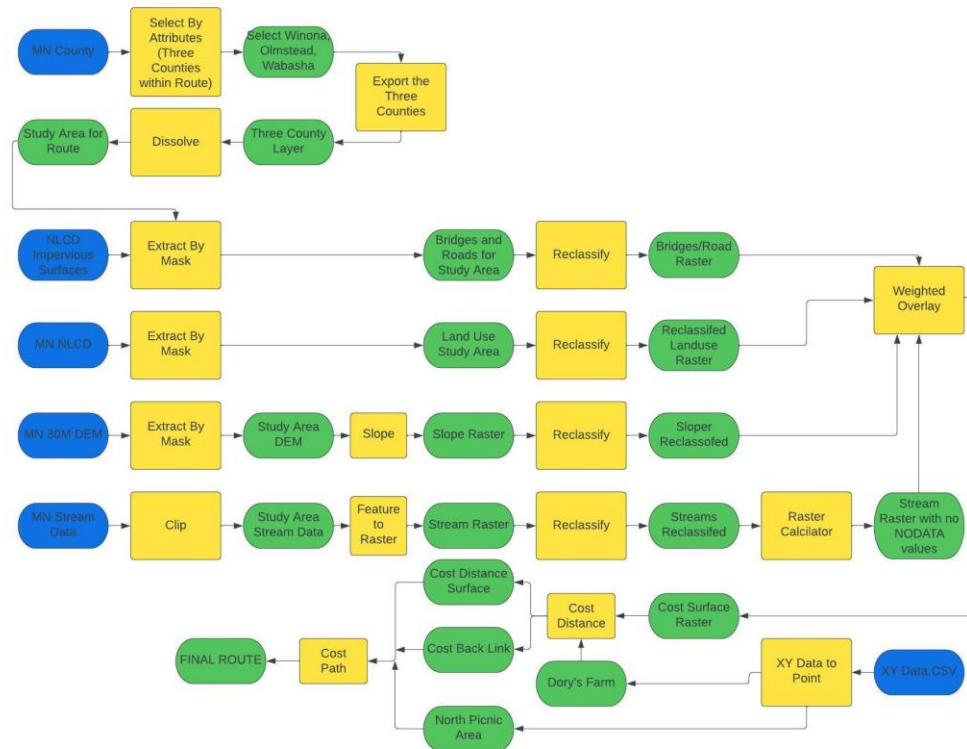 MN County
Select By
Attributes
(Three
Counties
within Route)
Select Winona,
Olmstead,
Wabasha
Export the
Three
Counties
Study Area for
Route
Dissolve
Three County
Layer
NLCD
Impervious
Surfaces
Extract By
Mask
Bridges and
Roads for
Study Area
Reclassify
Bridges/Road
Raster
Weighted
Overlay
MN NLCD
Extract By
Mask
Land Use
Study Area
Reclassify
Reclassifed
Landuse
Raster
MN 30M DEM
Extract By
Mask
Study Area
DEM
Slope
Slope Raster
Reclassify
Sloper
Reclassofed
MN Stream
Data
Clip
Study Area
Stream Data
Feature
to
Raster
Stream Raster
Reclassify
Streams
Reclassifed
Raster
Calcilator
Stream
Raster with no
NODATA
values
Cost Distance
Surface
Cost
Distance
Cost Surface
Raster
FINAL ROUTE
Cost
Path
Cost Back Link
Dory's Farm
XY Data to
Point
XY Data.CSV
North Picnic
Area